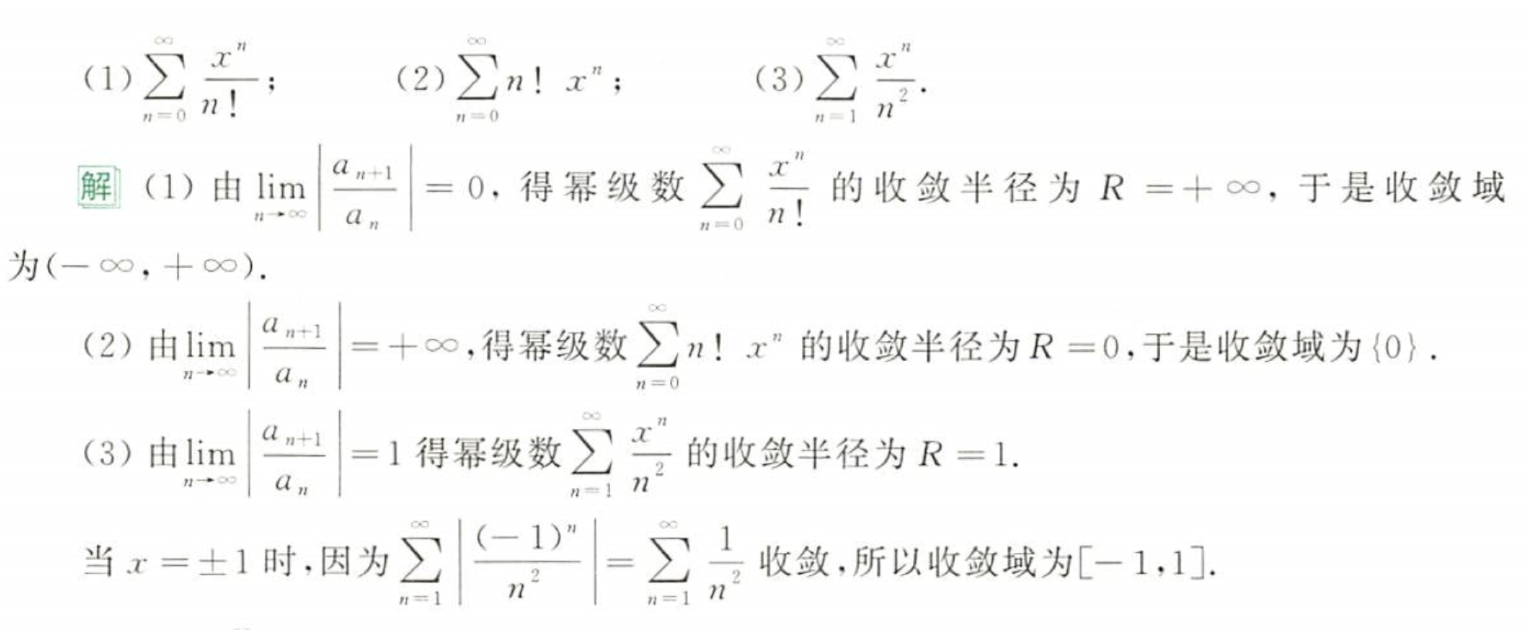 (1) $\sum_{n=0}^{\infty} \frac{x^n}{n!}$; (2) $\sum_{n=0}^{\infty} n! \, x^n$; (3) $\sum_{n=1}^{\infty} \frac{x^n}{n^2}$.
解 (1) 由 $\lim_{n \to \infty} \left| \frac{a_{n+1}}{a_n} \right| = 0$, 得幂级数 $\sum_{n=0}^{\infty} \frac{x^n}{n!}$ 的收敛半径为 $R = +\infty$, 于是收敛域
为$(-\infty, +\infty)$.
(2) 由$\lim_{n \to \infty} \left| \frac{a_{n+1}}{a_n} \right| = +\infty$,得幂级数$\sum_{n=0}^{\infty} n! \, x^n$ 的收敛半径为$R = 0$,于是收敛域为$\{0\}$.
(3) 由$\lim_{n \to \infty} \left| \frac{a_{n+1}}{a_n} \right| = 1$ 得幂级数$\sum_{n=1}^{\infty} \frac{x^n}{n^2}$ 的收敛半径为 $R = 1$.
当 $x = \pm 1$ 时,因为$\sum_{n=1}^{\infty} \left| \frac{(-1)^n}{n^2} \right| = \sum_{n=1}^{\infty} \frac{1}{n^2}$ 收敛,所以收敛域为$[-1,1]$.